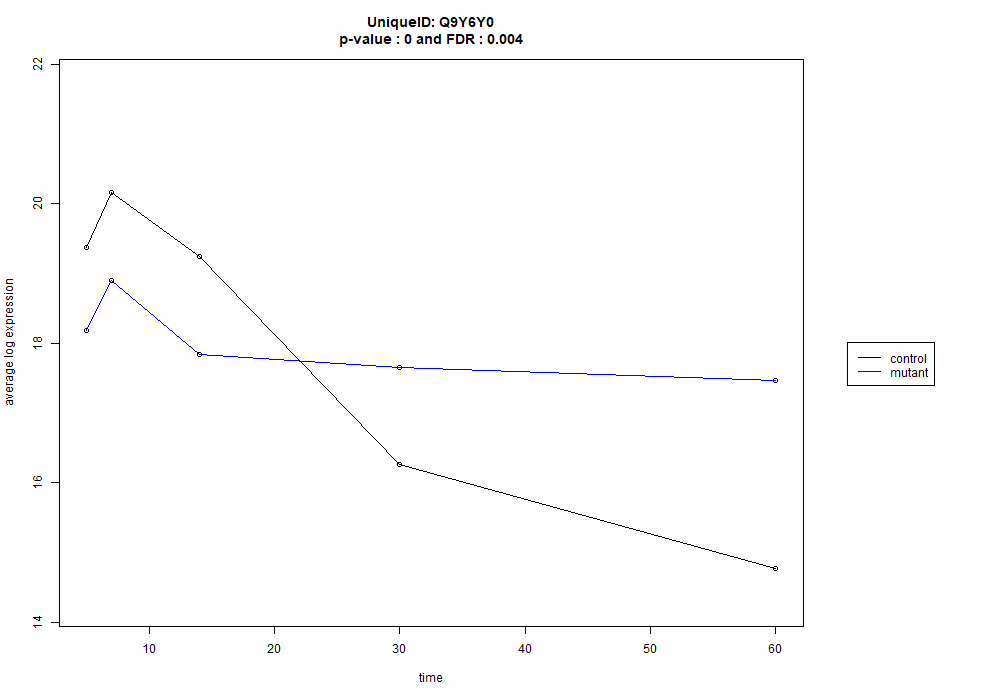 UniqueID: Q9Y6Y0
p-value : 0 and FDR : 0.004
22
20
18
16
14
average log expression
10
20
30
40
50
60
time
control
mutant